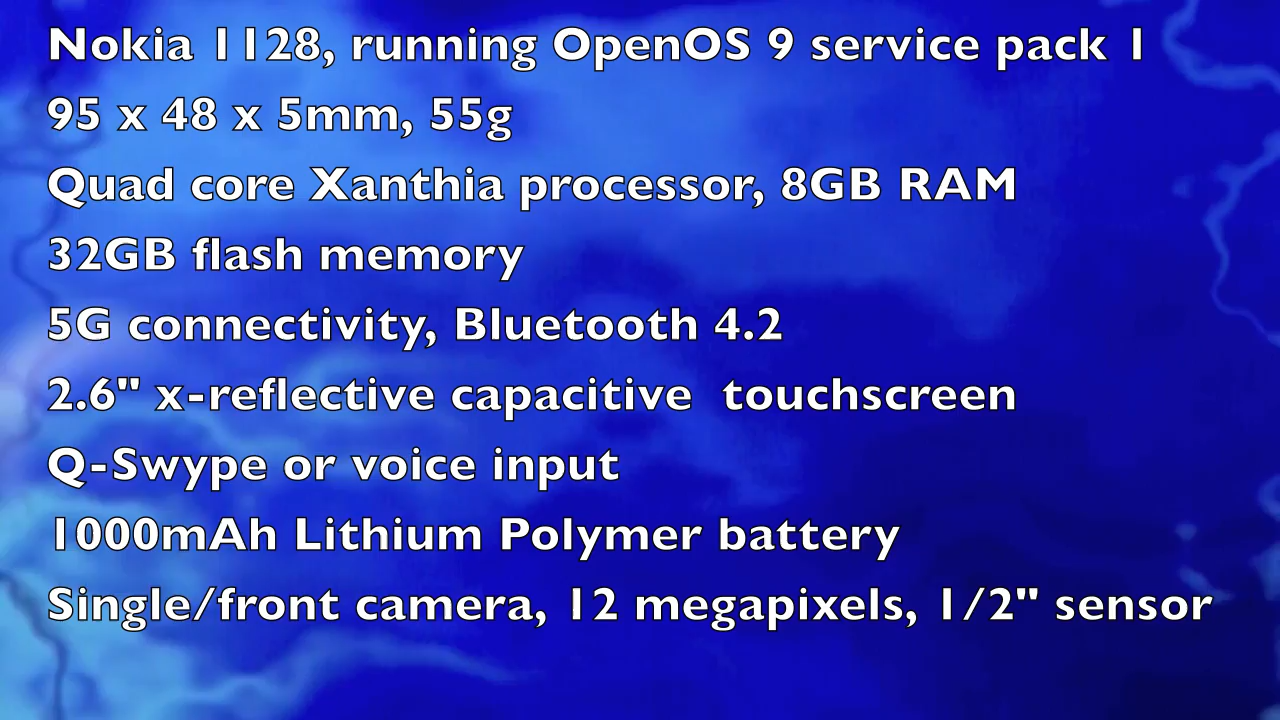 Nokia 1128, running OpenOS 9 service pack 1
95 x 48 x 5mm, 55g
Quad core Xanthia processor, 8GB RAM
32GB flash memory
5G connectivity, Bluetooth 4.2
2.6" x-reflective capacitive  touchscreen
Q-Swype or voice input
1000mAh Lithium Polymer battery
Single/front camera, 12 megapixels, 1/2" sensor